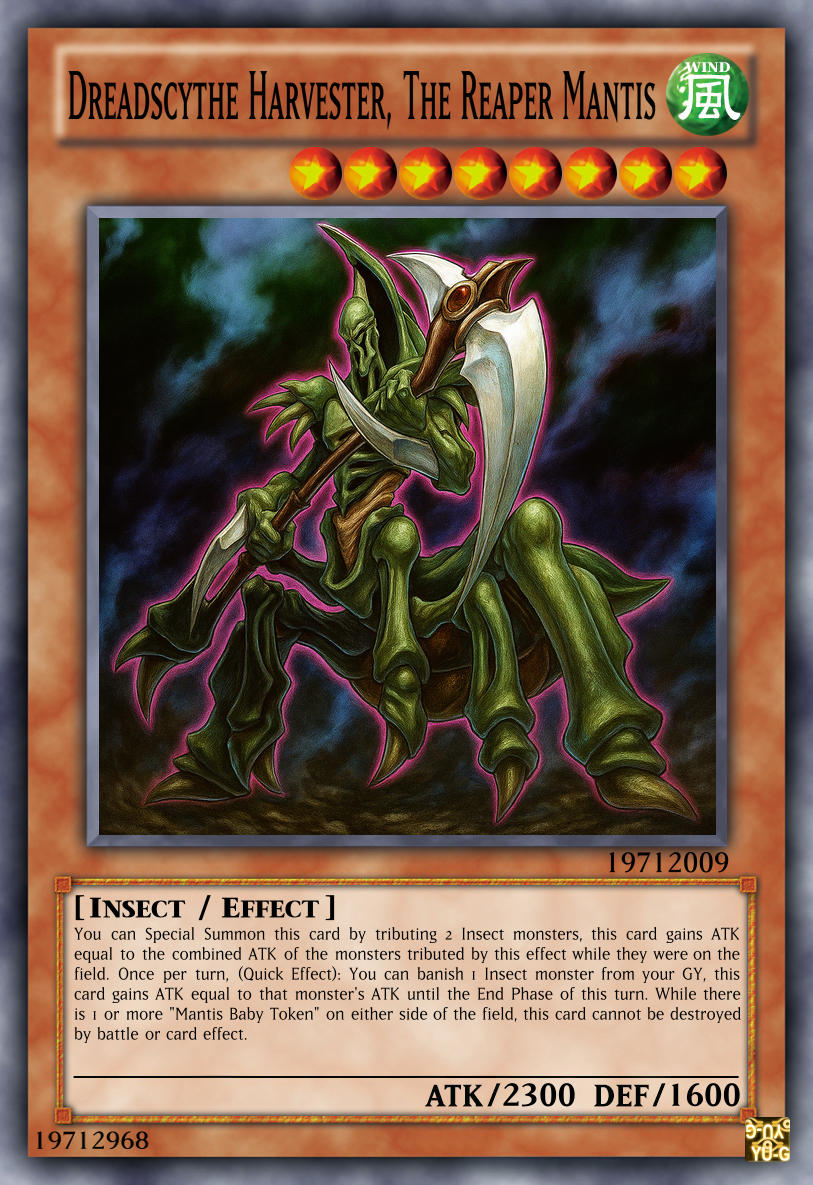 Dreadscythe Harvester, The Reaper Mantis
WIND
風
19712009
[ Insect / Effect ]
You can Special Summon this card by tributing 2 Insect monsters, this card gains ATK
equal to the combined ATK of the monsters tributed by this effect while they were on the
field. Once per turn, (Quick Effect): You can banish 1 Insect monster from your GY, this
card gains ATK equal to that monster's ATK until the End Phase of this turn. While there
is 1 or more "Mantis Baby Token" on either side of the field, this card cannot be destroyed
by battle or card effect.
ATK/2300 DEF/1600
19712968